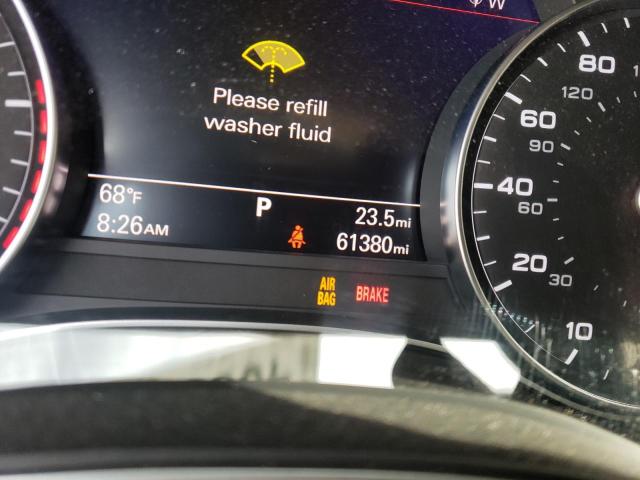 W
Please refill
washer fluid
68°F
P
23.5mi
8:26AM
61380mi
AIR
BAG
BRAKE
80
120
60
90
40
60
20
30
10